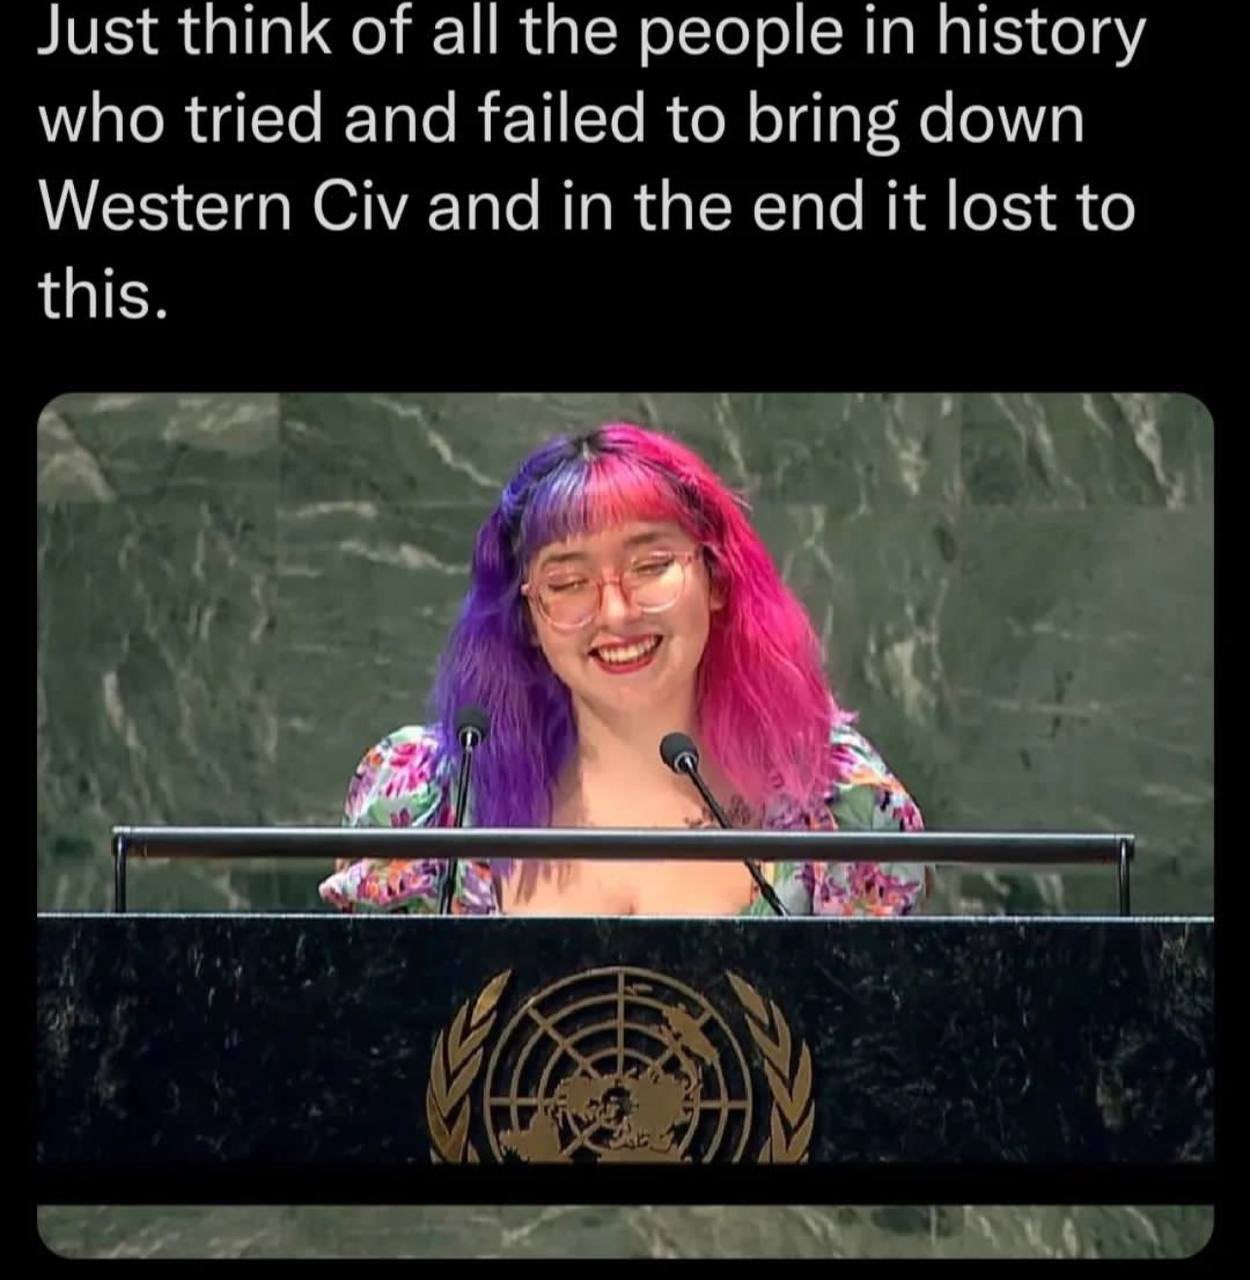 Just think of all the people in history
who tried and failed to bring down
Western Civ and in the end it lost to
this.